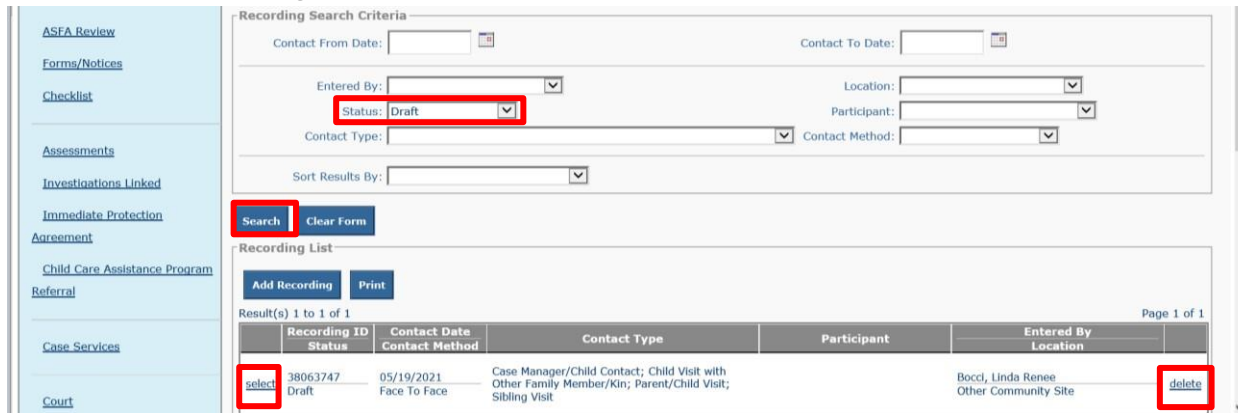 ASFA Review
Forms/Notices
Checklist
Assessments
Investigations Linked
Immediate Protection
Agreement
Child Care Assistance Program
Referral
Case Services
Court
Recording Search Criteria
Contact From Date:
Contact To Date:
Entered By:
Location:
Status: Draft
Participant:
Contact Type:
Contact Method:
Sort Results By:
Search Clear Form
Recording List
Add Recording Print
Result(s) 1 to 1 of 1 Page 1 of 1
Recording ID Contact Date Contact Type Participant Entered By
Status Contact Method Location
select 38063747 05/19/2021 Case Manager/Child Contact; Child Visit with Bocci, Linda Renee delete
Draft Face To Face Other Family Member/Kin; Parent/Child Visit; Other Community Site
Sibling Visit